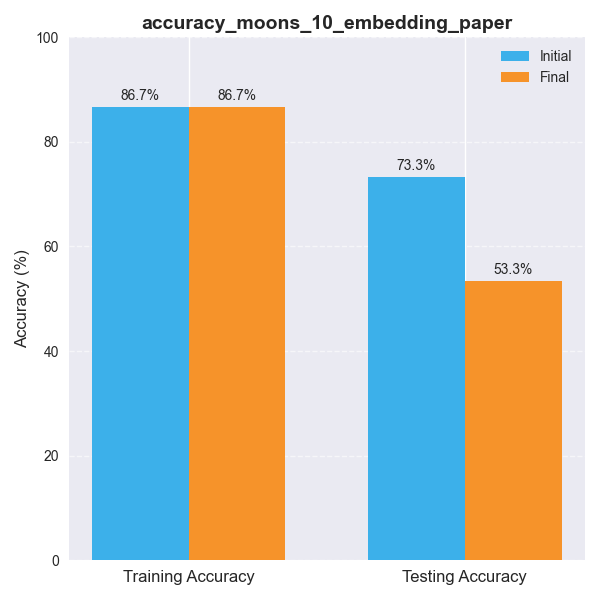 accuracy_moons_10_embedding_paper
100
80
60
40
20
0
Accuracy (%)
Initial
Final
86.7%
86.7%
73.3%
53.3%
Training Accuracy
Testing Accuracy